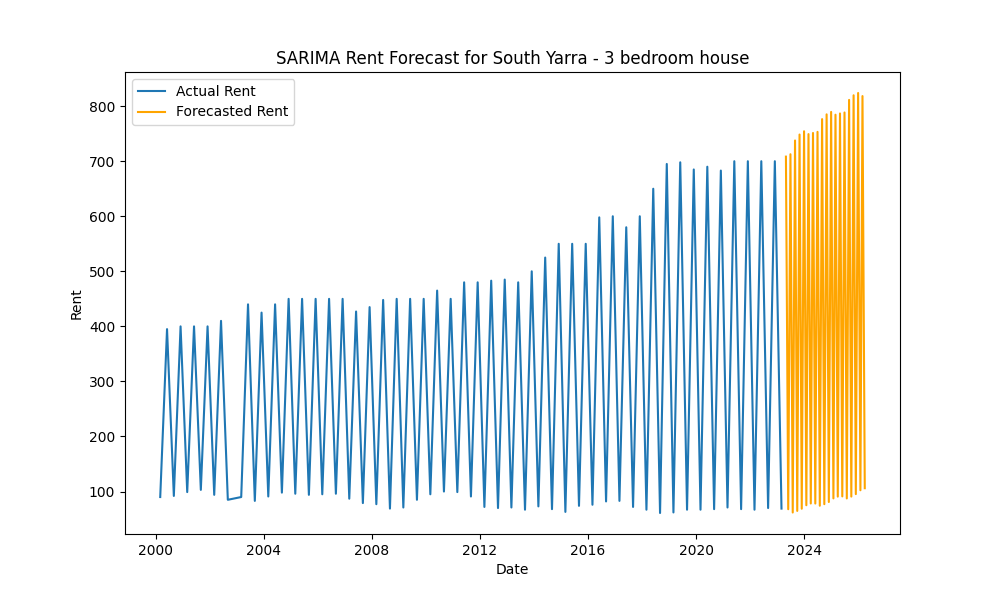 SARIMA Rent Forecast for South Yarra - 3 bedroom house
Actual Rent
Forecasted Rent
800
700
600
500
400
300
200
100
Rent
2000 2004 2008 2012 2016 2020 2024
Date